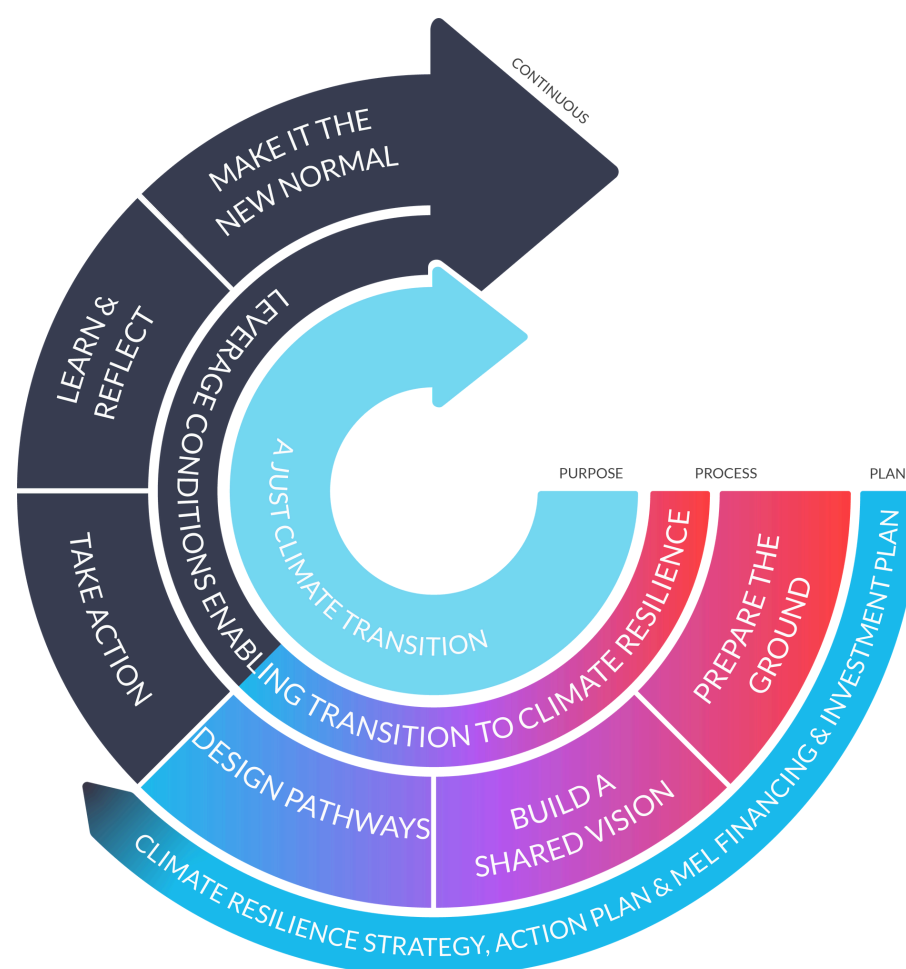 CONTINUOUS
MAKE IT THE
NEW NORMAL
LEARN &
REFLECT
TAKE ACTION
LEVERAGE CONDITIONS ENABLING TRANSITION TO CLIMATE RESILIENCE
A JUST CLIMATE TRANSITION
PURPOSE
PROCESS
PLAN
PREPARE THE
GROUND
BUILD A
SHARED VISION
DESIGN PATHWAYS
CLIMATE RESILIENCE STRATEGY, ACTION PLAN & MEL FINANCING & INVESTMENT PLAN